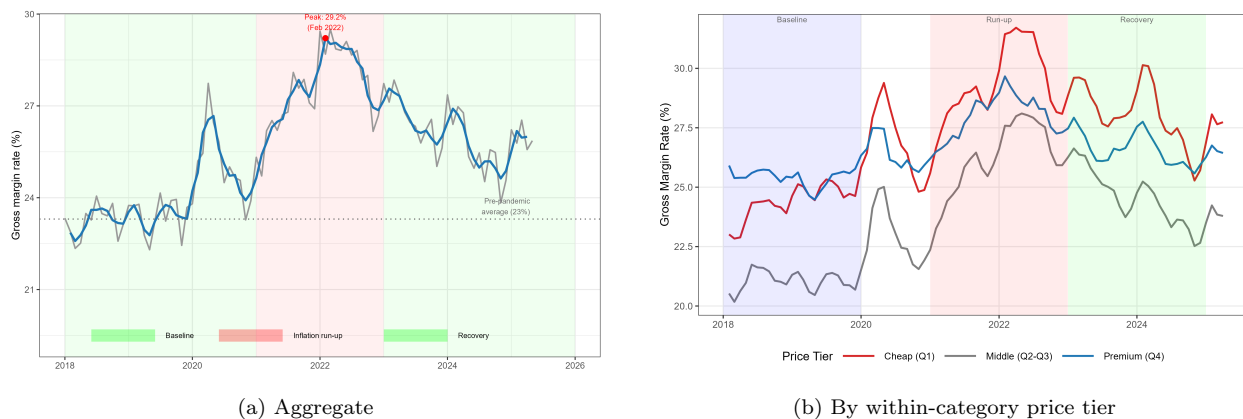 30
27
24
21
Gross margin rate (%)
Peak: 29.2%
(Feb 2022)
Pre-pandemic
average (23%)
Baseline
Inflation run-up
Recovery
2018
2020
2022
2024
2026
(a) Aggregate
Baseline
Run-up
Recovery
30.0
27.5
25.0
22.5
20.0
Gross Margin Rate (%)
2018
2020
2022
2024
Price Tier
Cheap (Q1)
Middle (Q2-Q3)
Premium (Q4)
(b) By within-category price tier